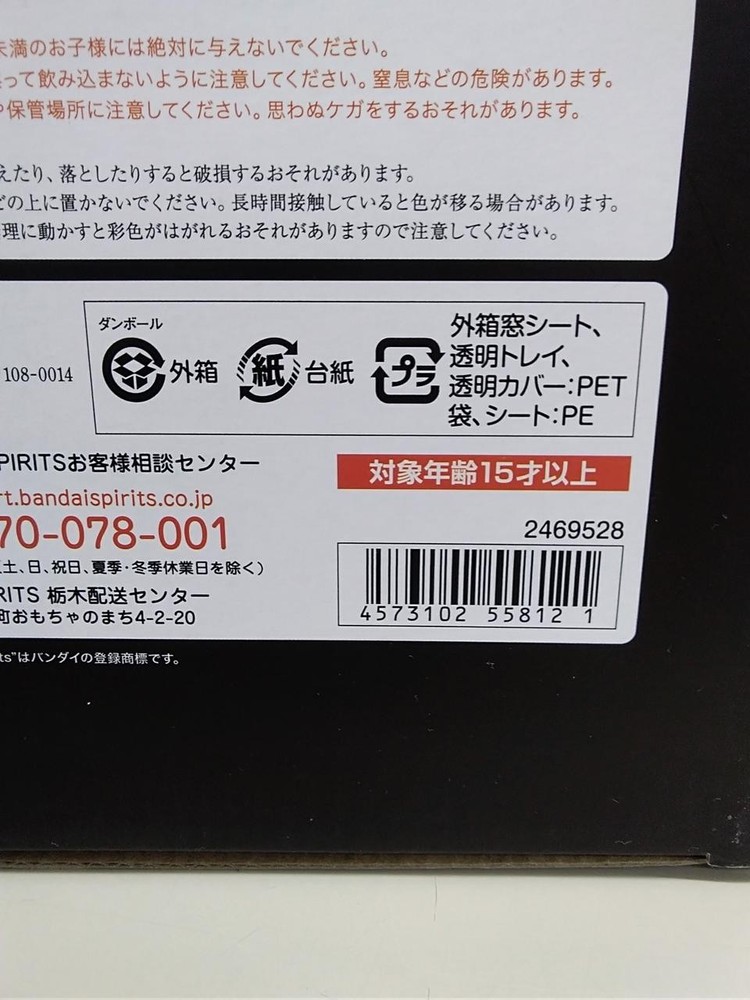 未満のお子様には絶対に与えないでください。
って飲み込まないように注意してください。窒息などの危険があります。
や保管場所に注意してください。思わぬケガをするおそれがあります。
えたり、落としたりすると破損するおそれがあります。
どの上に置かないでください。長時間接触していると色が移る場合があります。
理に動かすと彩色がはがれるおそれがありますので注意してください。
108-0014
ダンボール
外箱
紙
台紙
プラ
外箱窓シート、
透明トレイ、
透明カバー:PET
袋、シート:PE
PIRITSお客様相談センター
rt.bandaispirits.co.jp
70-078-001
土、日、祝日、夏季・冬季休業日を除く)
RITS 栃木配送センター
町おもちゃのまち4-2-20
対象年齢15才以上
2469528
4573102 55812 1
ts"はバンダイの登録商標です。